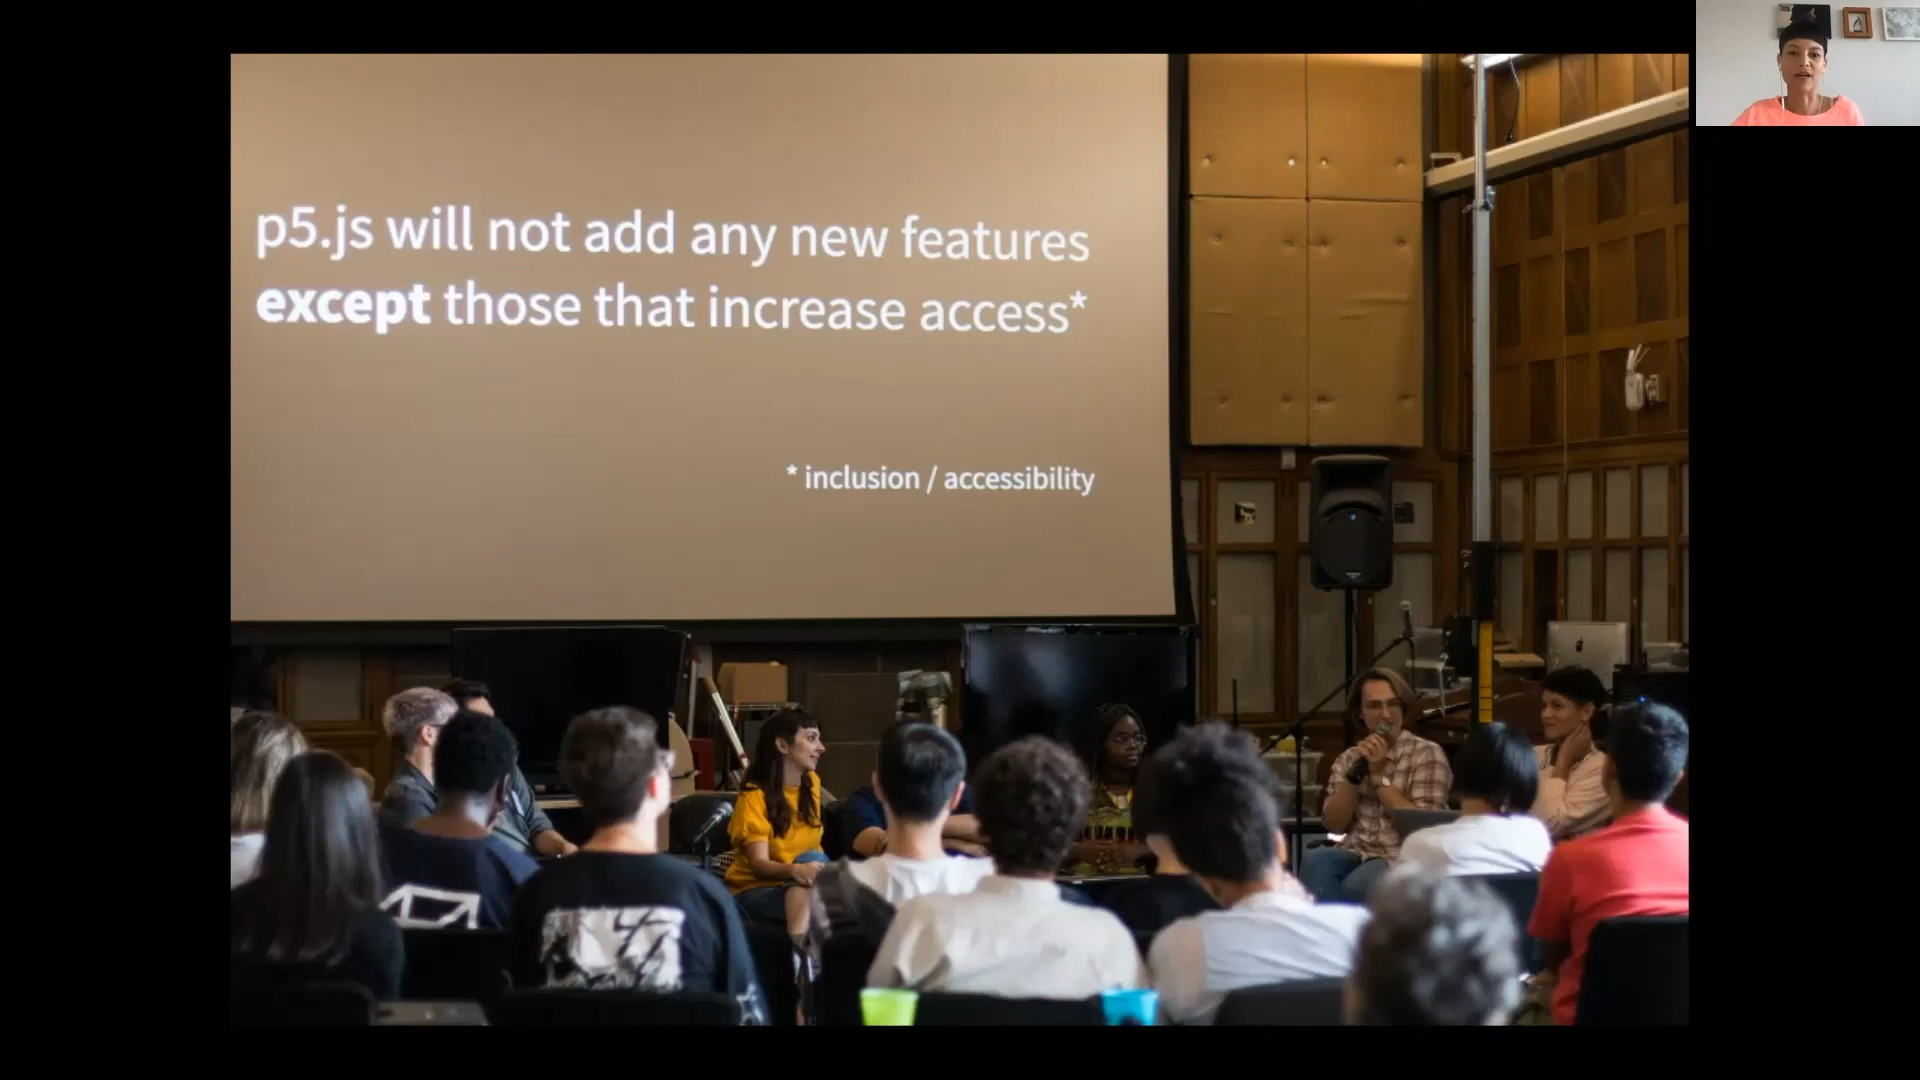 p5.js will not add any new features
except those that increase access*
* inclusion / accessibility